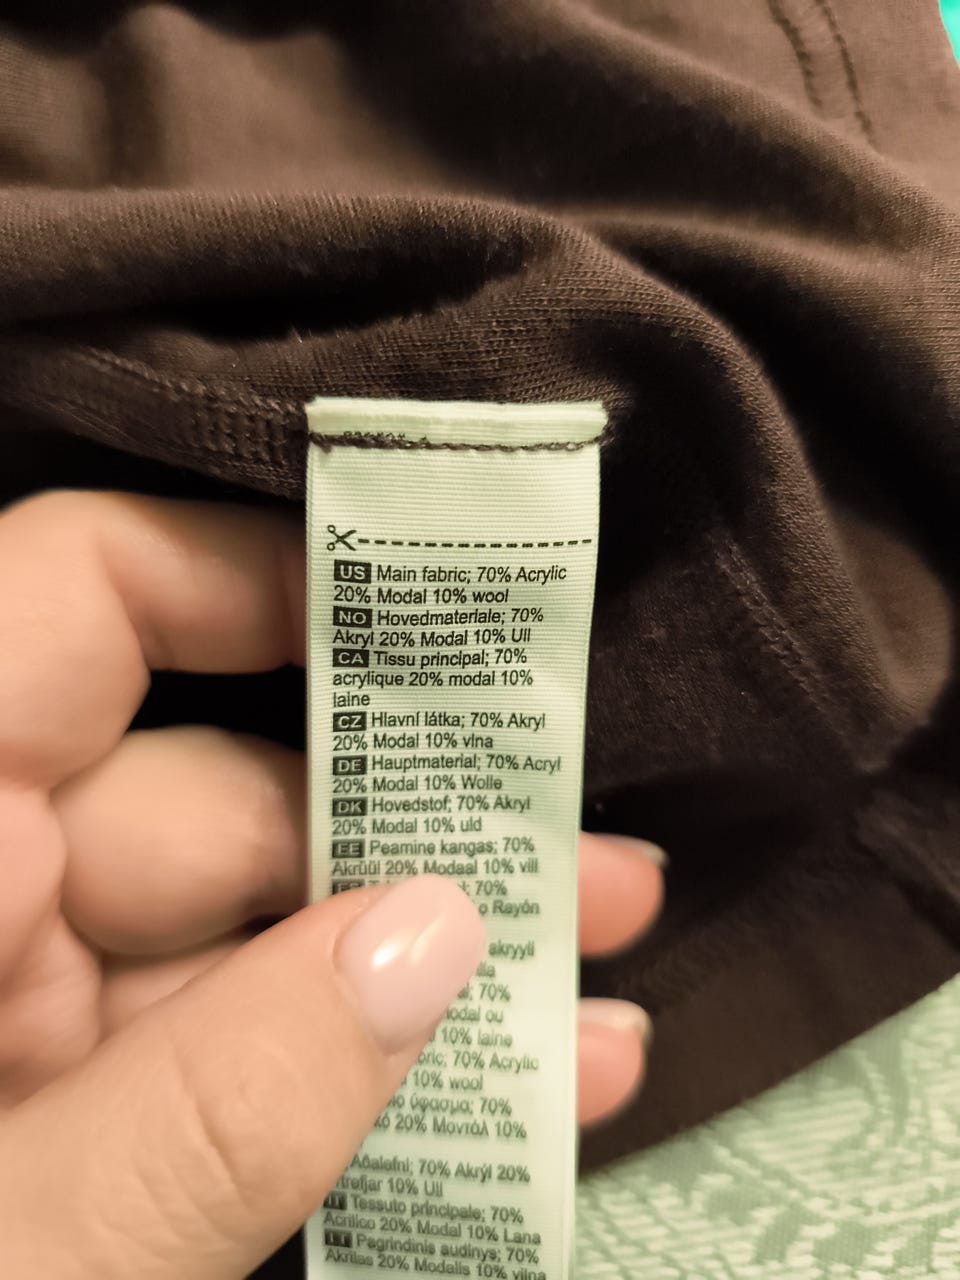 US Main fabric; 70% Acrylic
20% Modal 10% wool
NO Hovedmateriale; 70%
Akryl 20% Modal 10% Ull
CA Tissu principal; 70%
acrylique 20% modal 10%
laine
CZ Hlavní látka; 70% Akryl
20% Modal 10% vlna
DE Hauptmaterial; 70% Acryl
20% Modal 10% Wolle
DK Hovedstof; 70% Akryl
20% Modal 10% uld
EE Peamine kangas; 70%
Akrüül 20% Modaal 10% vill
70%
o Rayón
akryyli
70%
ou
10% laine
70% Acrylic
10% wool
ύφασμα; 70%
20% Μοντάλ 10%
Aðalefni; 70% Akrýl 20%
10% Ull
IT Tessuto principale; 70%
Acrilico 20% Modal 10% Lana
LT Pagrindinis audinys; 70%
Akrilas 20% Modalis 10% vilna